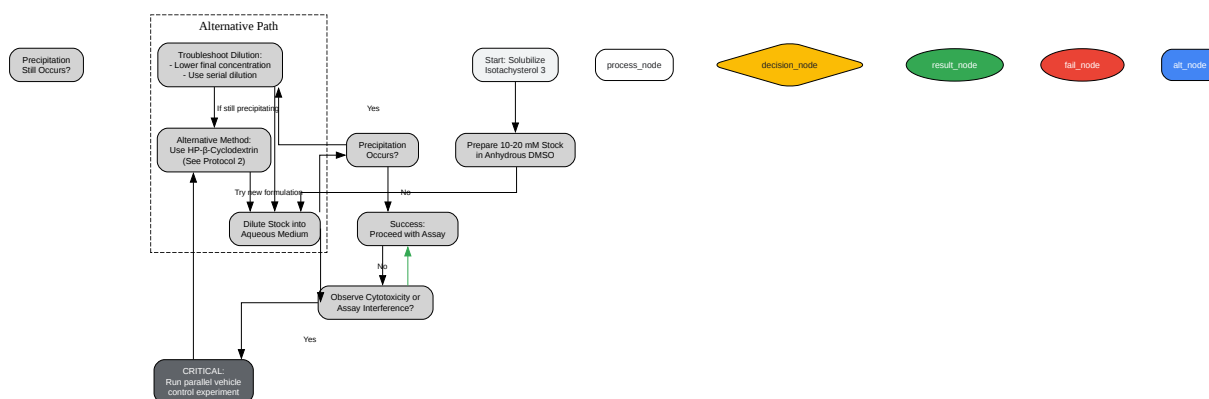 Alternative Path
Precipitation
Still Occurs?
Troubleshoot Dilution:
- Lower final concentration
- Use serial dilution
Start: Solubilize
Isotachysterol 3
process_node
decision_node
result_node
fail_node
alt_node
If still precipitating
Yes
Alternative Method:
Use HP-β-Cyclodextrin
(See Protocol 2)
Precipitation
Occurs?
Prepare 10-20 mM Stock
in Anhydrous DMSO
Try new formulation
No
Dilute Stock into
Aqueous Medium
Success:
Proceed with Assay
No
Observe Cytotoxicity or
Assay Interference?
Yes
CRITICAL:
Run parallel vehicle
control experiment